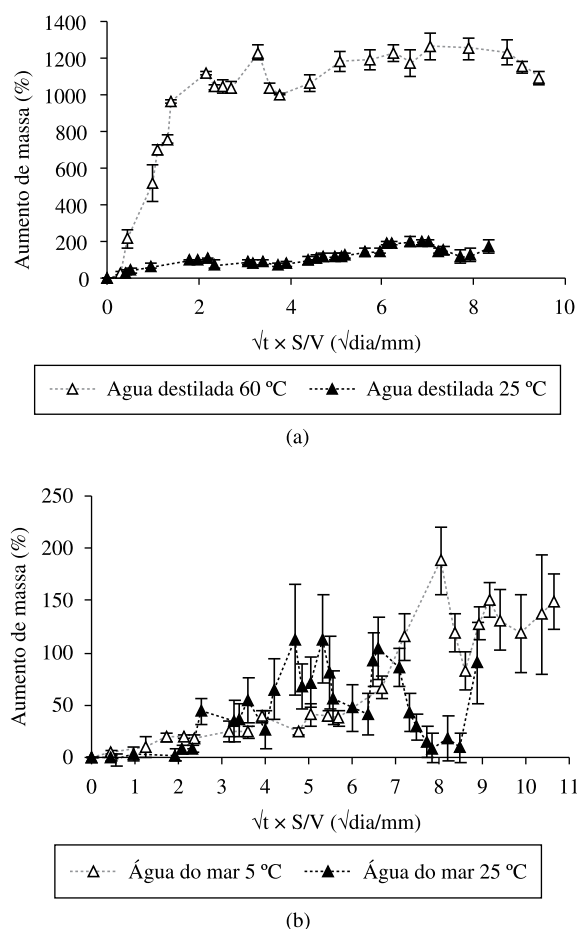 1400
1200
1000
800
600
400
200
0
Aumento de massa (%)
0 2 4 6 8 10
√t × S/V (√dia/mm)
Agua destilada 60 ºC Agua destilada 25 ºC
(a)
250
200
150
100
50
0
Aumento de massa (%)
0 1 2 3 4 5 6 7 8 9 10 11
√t × S/V (√dia/mm)
Água do mar 5 ºC Água do mar 25 ºC
(b)